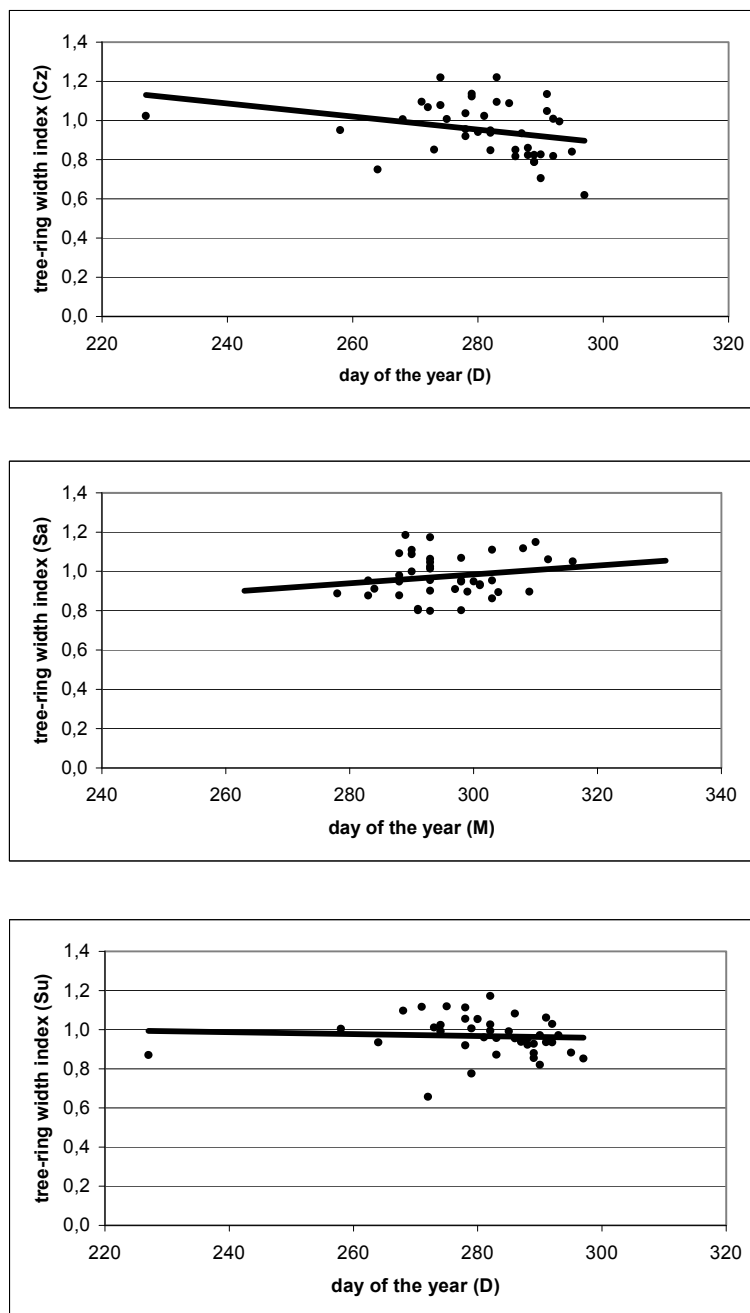 1,4
1,2
1,0
0,8
0,6
0,4
0,2
0,0
tree-ring width index (Cz)
220 240 260 280 300 320
day of the year (D)
1,4
1,2
1,0
0,8
0,6
0,4
0,2
0,0
tree-ring width index (Sa)
240 260 280 300 320 340
day of the year (M)
1,4
1,2
1,0
0,8
0,6
0,4
0,2
0,0
tree-ring width index (Su)
220 240 260 280 300 320
day of the year (D)